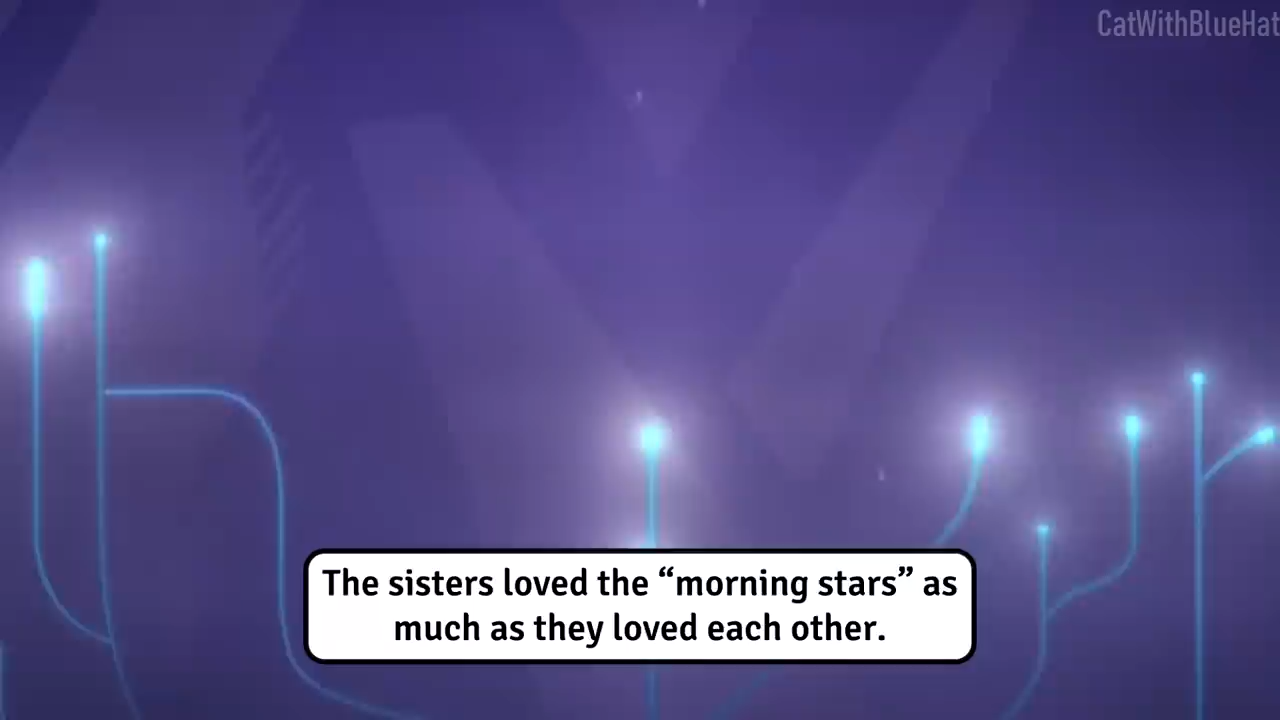 CatWithBlueHat
The sisters loved the “morning stars” as
much as they loved each other.